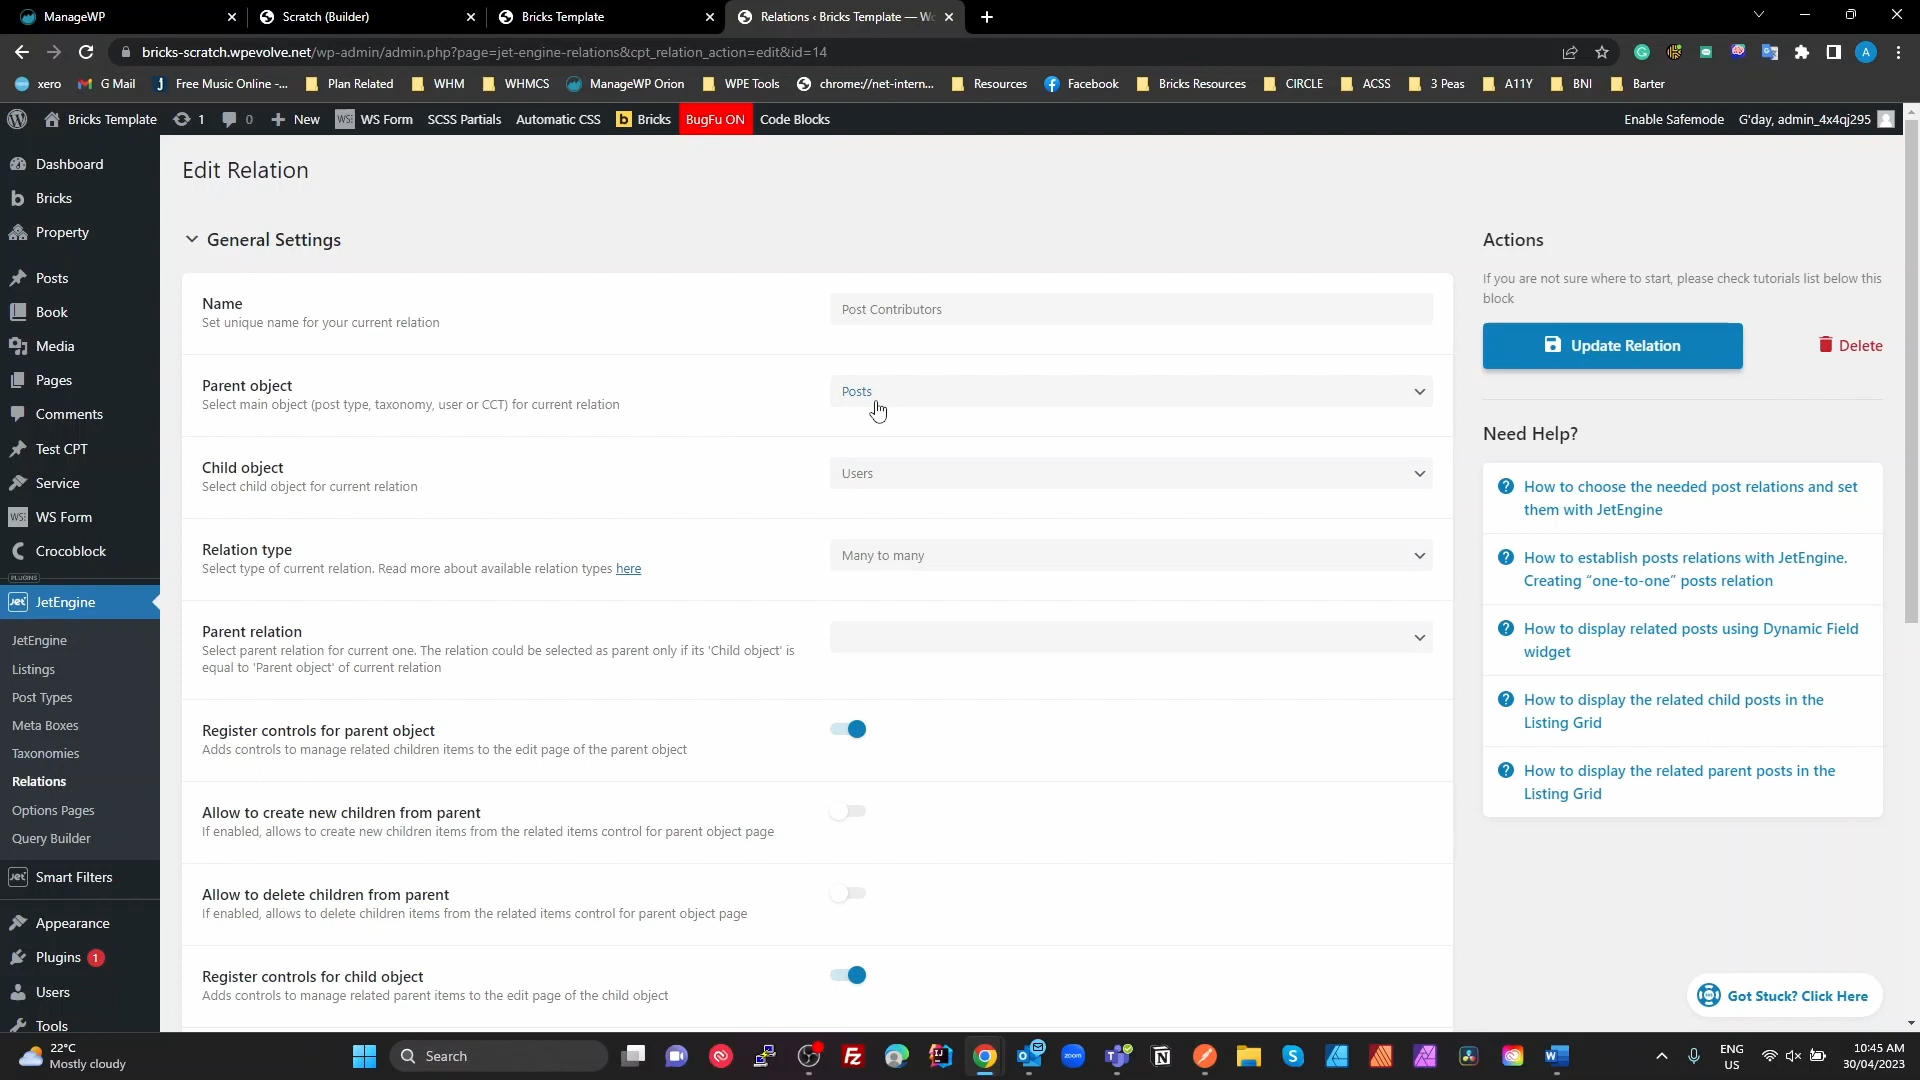 ManageWP
Scratch (Builder)
Bricks Template
Relations ‹ Bricks Template — Wo
bricks-scratch.wpevolve.net/wp-admin/admin.php?page=jet-engine-relations&cpt_relation_action=edit&id=14
A
xero
G Mail
Free Music Online -...
Plan Related
WHM
WHMCS
ManageWP Orion
WPE Tools
chrome://net-intern...
Resources
Facebook
Bricks Resources
CIRCLE
ACSS
3 Peas
A11Y
BNI
Barter
Bricks Template
1
0
New
WS Form
SCSS Partials
Automatic CSS
Bricks
BugFu ON
Code Blocks
Enable Safemode
G'day, admin_4x4qj295
Dashboard
Bricks
Property
Posts
Book
Media
Pages
Comments
Test CPT
Service
WS Form
Crocoblock
PLUGINS
JetEngine
JetEngine
Listings
Post Types
Meta Boxes
Taxonomies
Relations
Options Pages
Query Builder
Smart Filters
Appearance
Plugins 1
Users
Tools
Edit Relation
General Settings
Name
Set unique name for your current relation
Post Contributors
Parent object
Select main object (post type, taxonomy, user or CCT) for current relation
Posts
Child object
Select child object for current relation
Users
Relation type
Select type of current relation. Read more about available relation types here
Many to many
Parent relation
Select parent relation for current one. The relation could be selected as parent only if its 'Child object' is
equal to 'Parent object' of current relation
Register controls for parent object
Adds controls to manage related children items to the edit page of the parent object
Allow to create new children from parent
If enabled, allows to create new children items from the related items control for parent object page
Allow to delete children from parent
If enabled, allows to delete children items from the related items control for parent object page
Register controls for child object
Adds controls to manage related parent items to the edit page of the child object
Actions
If you are not sure where to start, please check tutorials list below this
block
Update Relation
Delete
Need Help?
How to choose the needed post relations and set
them with JetEngine
How to establish posts relations with JetEngine.
Creating “one-to-one” posts relation
How to display related posts using Dynamic Field
widget
How to display the related child posts in the
Listing Grid
How to display the related parent posts in the
Listing Grid
Got Stuck? Click Here
22°C
Mostly cloudy
Search
zoom
ENG
US
10:45 AM
30/04/2023